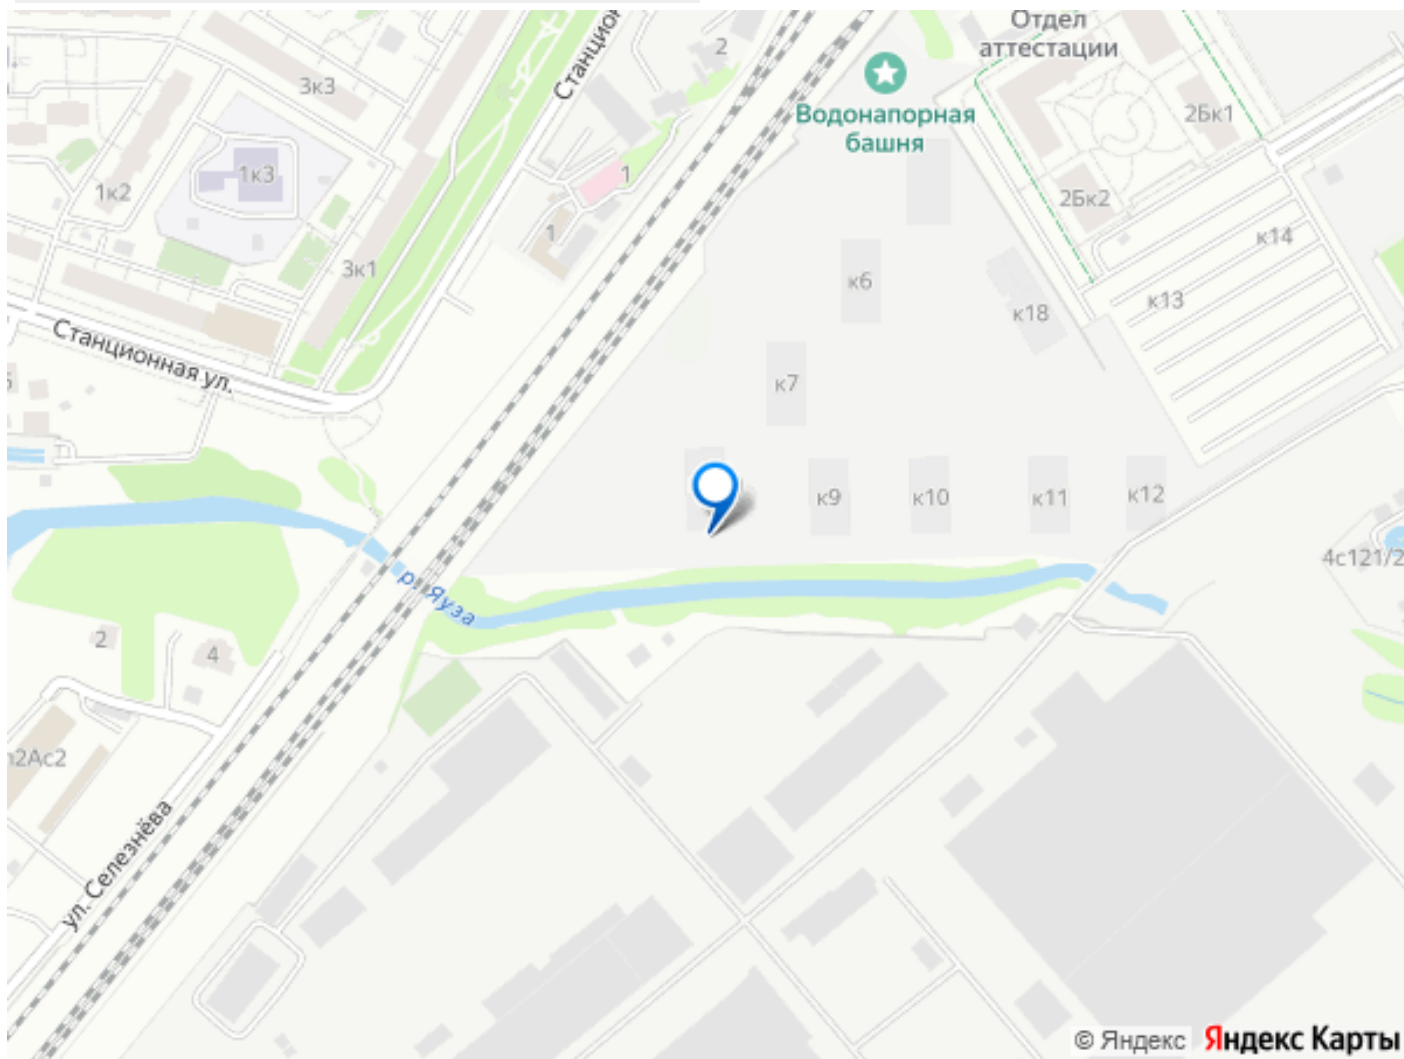 Отдел
аттестации
Станцион
2
3к3
Водонапорная
башня
2Бк1
1к3
1
1к2
2Бк2
1
к14
3к1
к6
к13
к18
Станционная ул.
к7
к9
к10
к11
к12
4с121/2
р. Яуза
2
4
2Ас2
ул. Селезнёва
© Яндекс
Яндекс Карты